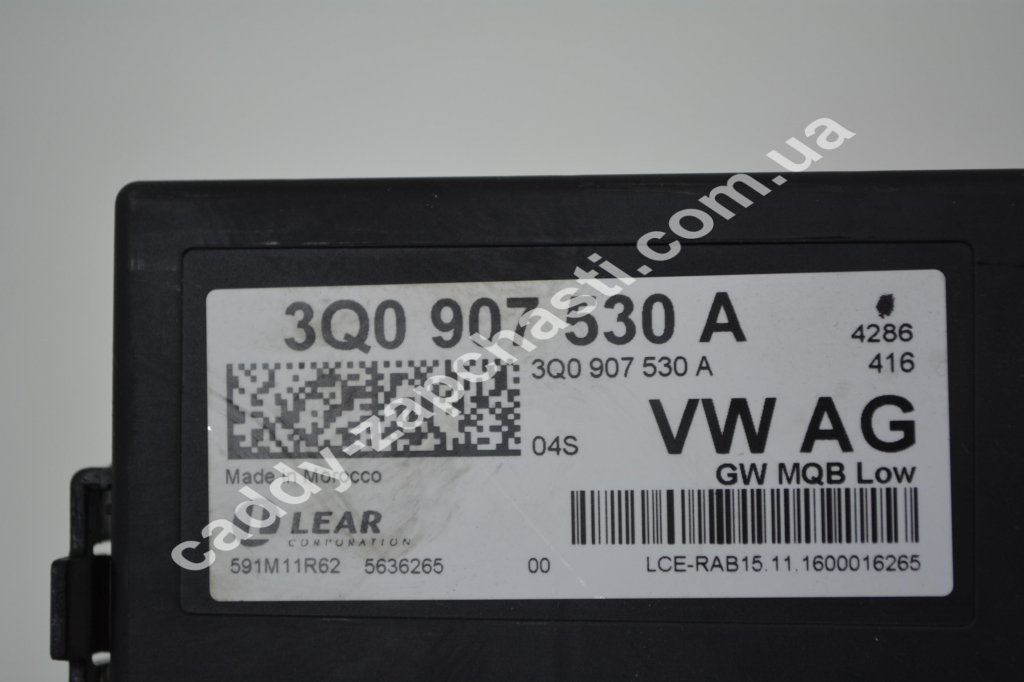 3Q0 907 530 A
4286
416
3Q0 907 530 A
04S
VW AG
GW MQB Low
Made in Morocco
LEAR
CORPORATION
591M11R62 5636265 00 LCE-RAB15.11.1600016265
caddy-zapchasti.com.ua